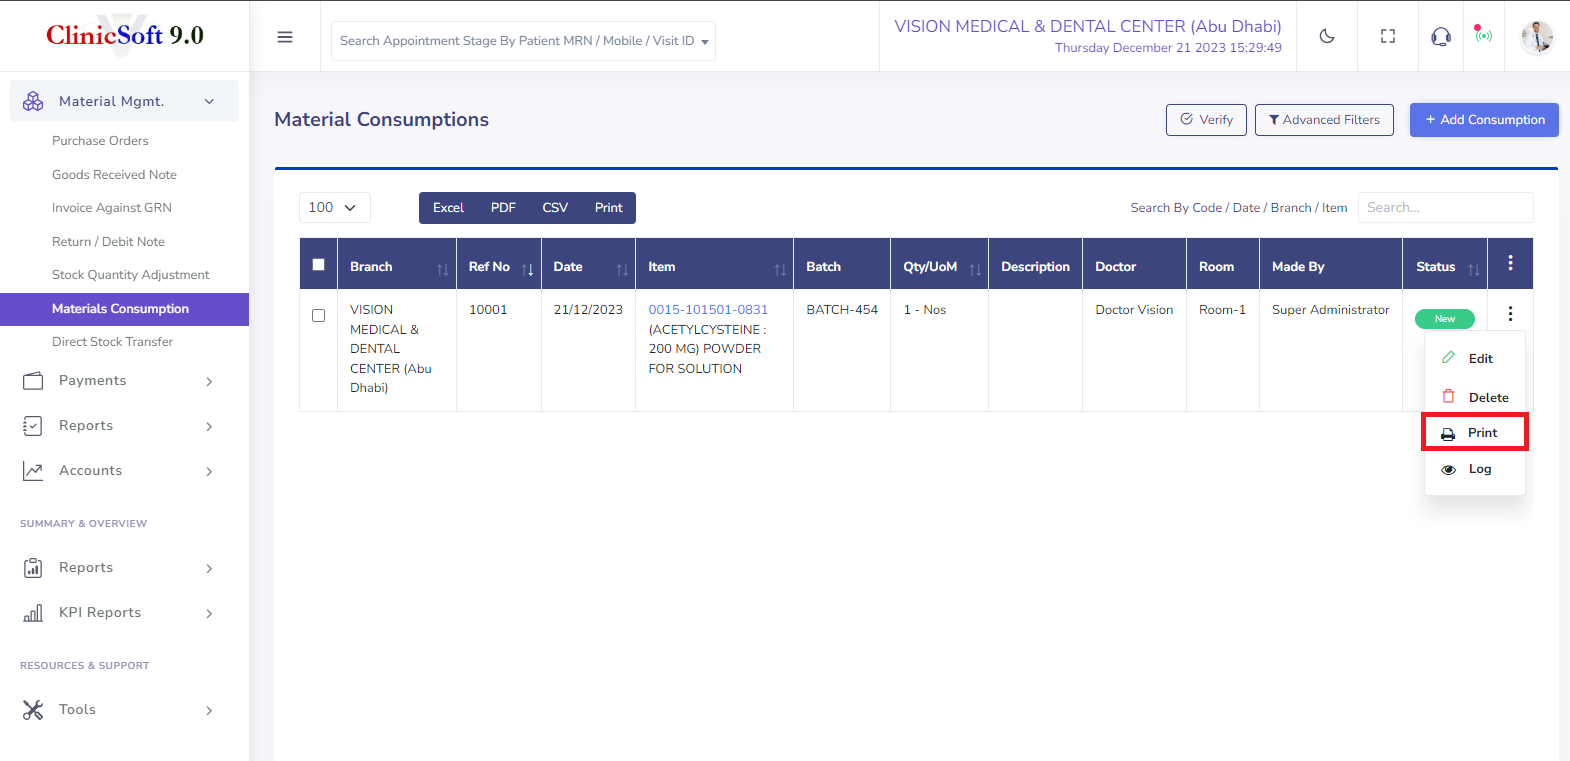 ClinicSoft 9.0
Search Appointment Stage By Patient MRN / Mobile / Visit ID
VISION MEDICAL & DENTAL CENTER (Abu Dhabi)
Thursday December 21 2023 15:29:49
Material Mgmt.
Purchase Orders
Goods Received Note
Invoice Against GRN
Return / Debit Note
Stock Quantity Adjustment
Materials Consumption
Direct Stock Transfer
Payments
Reports
Accounts
SUMMARY & OVERVIEW
Reports
KPI Reports
RESOURCES & SUPPORT
Tools
Material Consumptions
Verify
Advanced Filters
+ Add Consumption
100
Excel PDF CSV Print
Search By Code / Date / Branch / Item
Search...
Branch Ref No Date Item Batch Qty/UoM Description Doctor Room Made By Status
VISION 10001 21/12/2023 0015-101501-0831 BATCH-454 1 - Nos Doctor Vision Room-1 Super Administrator New
MEDICAL & (ACETYLCYSTEINE :
DENTAL 200 MG) POWDER
CENTER (Abu FOR SOLUTION
Dhabi)
Edit
Delete
Print
Log